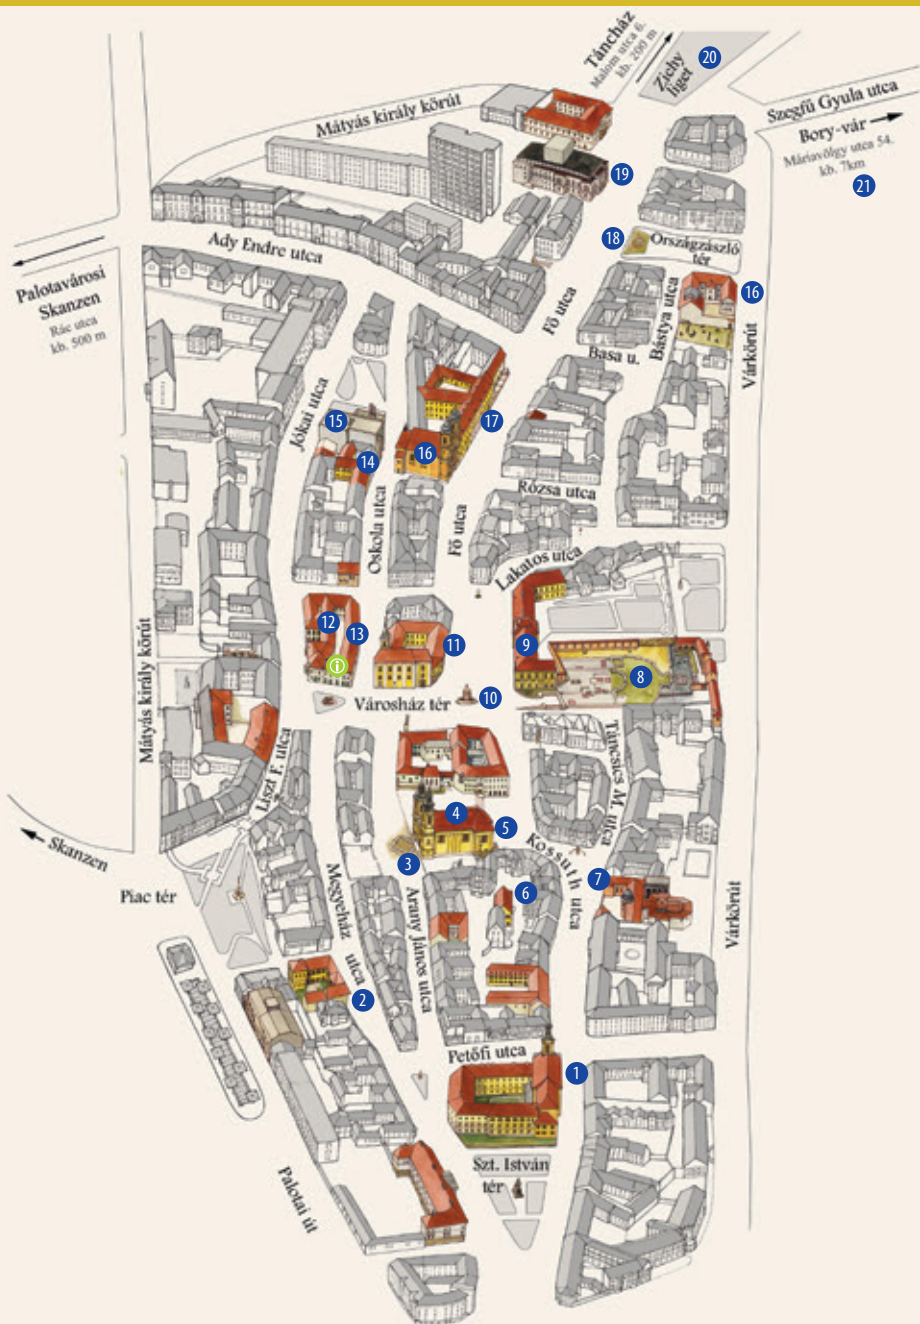 Táncház
Malom utca 6.
kb. 200 m
Zichy
liget
20
Szegfű Gyula utca
Bory-vár
Máriavölgy utca 54.
kb. 7km
21
Mátyás király körút
19
18
Országzászló
tér
Ady Endre utca
Palotavárosi
Skanzen
Rác utca
kb. 500 m
Fő utca
Bástya utca
16
Basa u.
Várkörút
Jókai utca
15
14
16
17
Rózsa utca
Oskola utca
Fő utca
Lakatos utca
12
13
i
11
9
8
10
Városház tér
Mátyás király körút
Liszt F. utca
Táncsics M. utca
4
5
3
Kossuth utca
7
6
Skanzen
Piac tér
Megyeház
utca
Arany János utca
Várkörút
2
Petőfi utca
1
Szt. István
tér
Palotai út